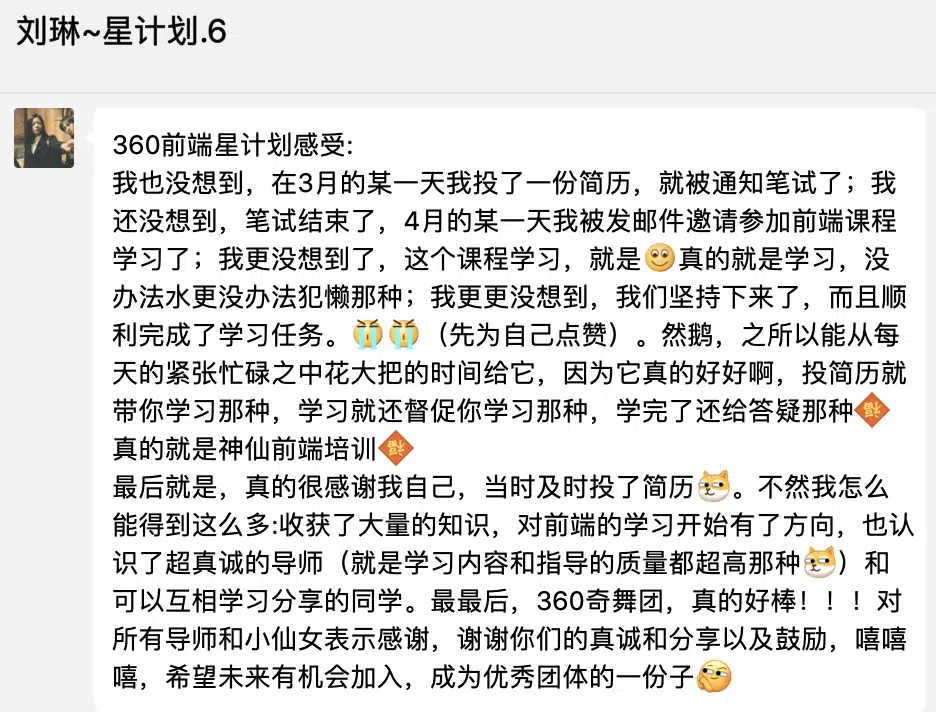 刘琳~星计划.6
360前端星计划感受:
我也没想到，在3月的某一天我投了一份简历，就被通知笔试了；我
还没想到，笔试结束了，4月的某一天我被发邮件邀请参加前端课程
学习了；我更没想到了，这个课程学习，就是🙂真的就是学习，没
办法水更没办法犯懒那种；我更更没想到，我们坚持下来了，而且顺
利完成了学习任务。😭😭（先为自己点赞）。然鹅，之所以能从每
天的紧张忙碌之中花大把的时间给它，因为它真的好好啊，投简历就
带你学习那种，学习就还督促你学习那种，学完了还给答疑那种福
真的就是神仙前端培训福
最后就是，真的很感谢我自己，当时及时投了简历。不然我怎么
能得到这么多:收获了大量的知识，对前端的学习开始有了方向，也认
识了超真诚的导师（就是学习内容和指导的质量都超高那种）和
可以互相学习分享的同学。最最后，360奇舞团，真的好棒！！！对
所有导师和小仙女表示感谢，谢谢你们的真诚和分享以及鼓励，嘻嘻
嘻，希望未来有机会加入，成为优秀团体的一份子